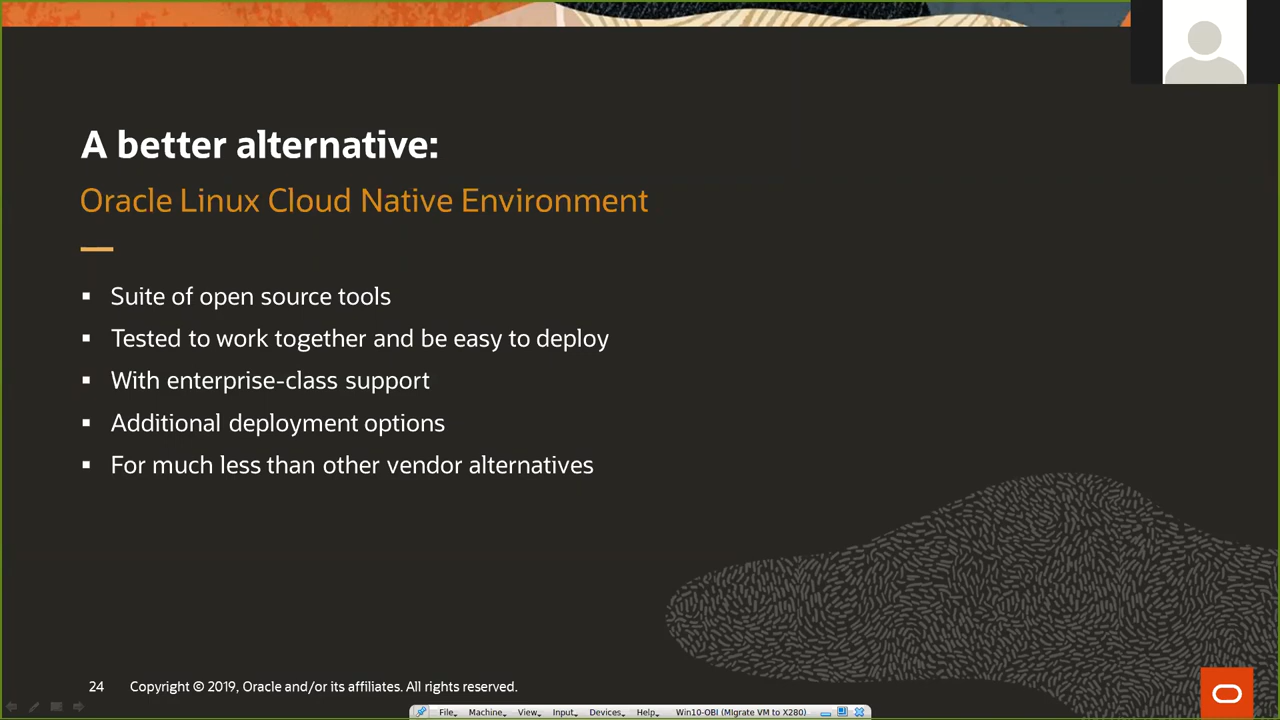 A better alternative:
Oracle Linux Cloud Native Environment
▪ Suite of open source tools
▪ Tested to work together and be easy to deploy
▪ With enterprise-class support
▪ Additional deployment options
▪ For much less than other vendor alternatives
24 Copyright © 2019, Oracle and/or its affiliates. All rights reserved.
File Machine View Input Devices Help Win10-OBI (MIgrate VM to X280)